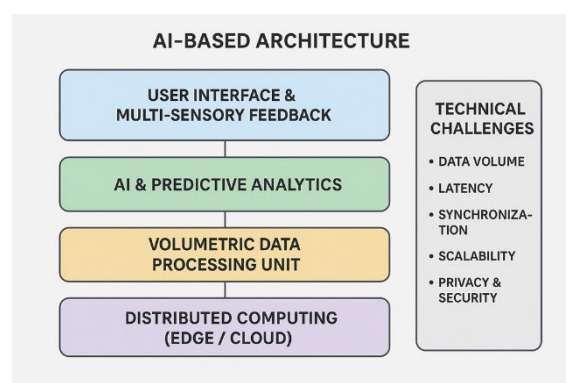 AI-BASED ARCHITECTURE
USER INTERFACE &
MULTI-SENSORY FEEDBACK
AI & PREDICTIVE ANALYTICS
VOLUMETRIC DATA
PROCESSING UNIT
DISTRIBUTED COMPUTING
(EDGE / CLOUD)
TECHNICAL
CHALLENGES
• DATA VOLUME
• LATENCY
• SYNCHRONIZA-
TION
• SCALABILITY
• PRIVACY &
SECURITY